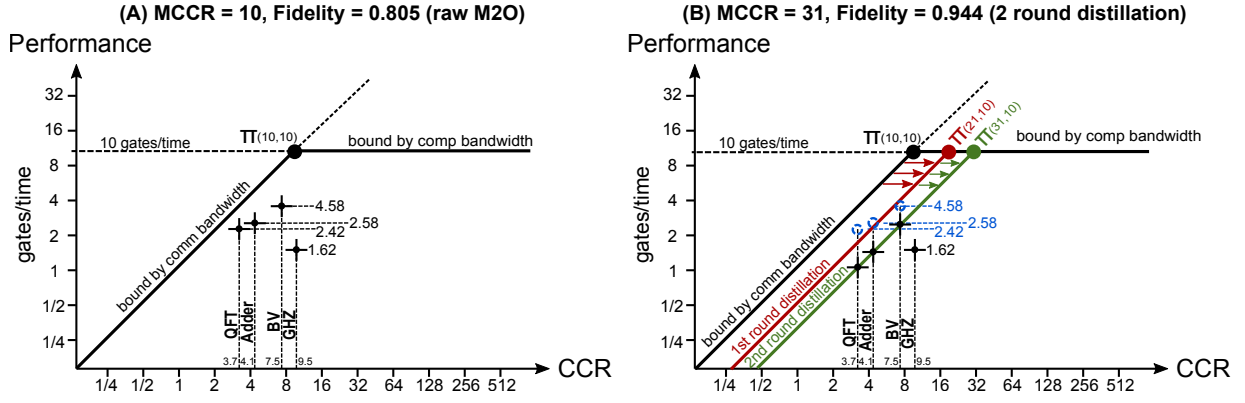 (A) MCCR = 10, Fidelity = 0.805 (raw M2O)
Performance
gates/time
32
16
8
4
2
1
1/2
1/4
10 gates/time
TT(10,10)
bound by comp bandwidth
bound by comm bandwidth
4.58
2.58
2.42
1.62
QFT
Adder
BV
GHZ
3.7
4.1
7.5
9.5
1/4
1/2
1
2
4
8
16
32
64
128
256
512
CCR
(B) MCCR = 31, Fidelity = 0.944 (2 round distillation)
Performance
gates/time
32
16
8
4
2
1
1/2
1/4
10 gates/time
TT(10,10)
TT(21,10)
TT(31,10)
bound by comp bandwidth
bound by comm bandwidth
1st round distillation
2nd round distillation
4.58
2.58
2.42
1.62
QFT
Adder
BV
GHZ
3.7
4.1
7.5
9.5
1/4
1/2
1
2
4
8
16
32
64
128
256
512
CCR